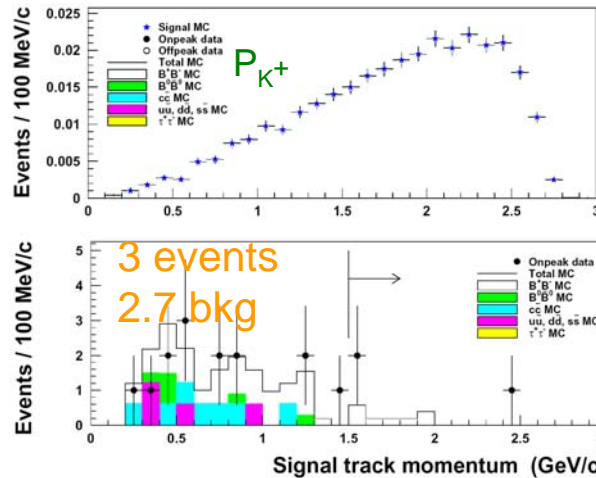 Events / 100 MeV/c
0.025
0.02
0.015
0.01
0.005
0
Signal MC
Onpeak data
Offpeak data
Total MC
B⁺B⁻ MC
B⁰B̄⁰ MC
cc̄ MC
uū, dd̄, ss̄ MC
τ⁺τ⁻ MC
P_K+
0 0.5 1 1.5 2 2.5 3
Events / 100 MeV/c
5
4
3
2
1
0
3 events
2.7 bkg
Onpeak data
Total MC
B⁺B⁻ MC
B⁰B̄⁰ MC
cc̄ MC
uū, dd̄, ss̄ MC
τ⁺τ⁻ MC
0 0.5 1 1.5 2 2.5
Signal track momentum (GeV/c